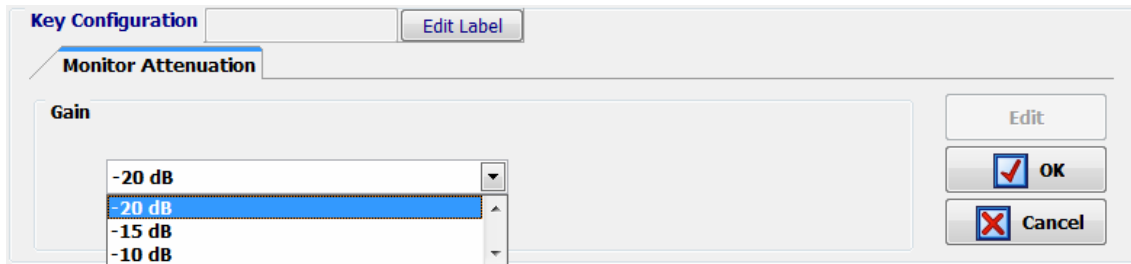 Key Configuration
Edit Label
Monitor Attenuation
Gain
Edit
-20 dB
OK
-20 dB
-15 dB
Cancel
-10 dB